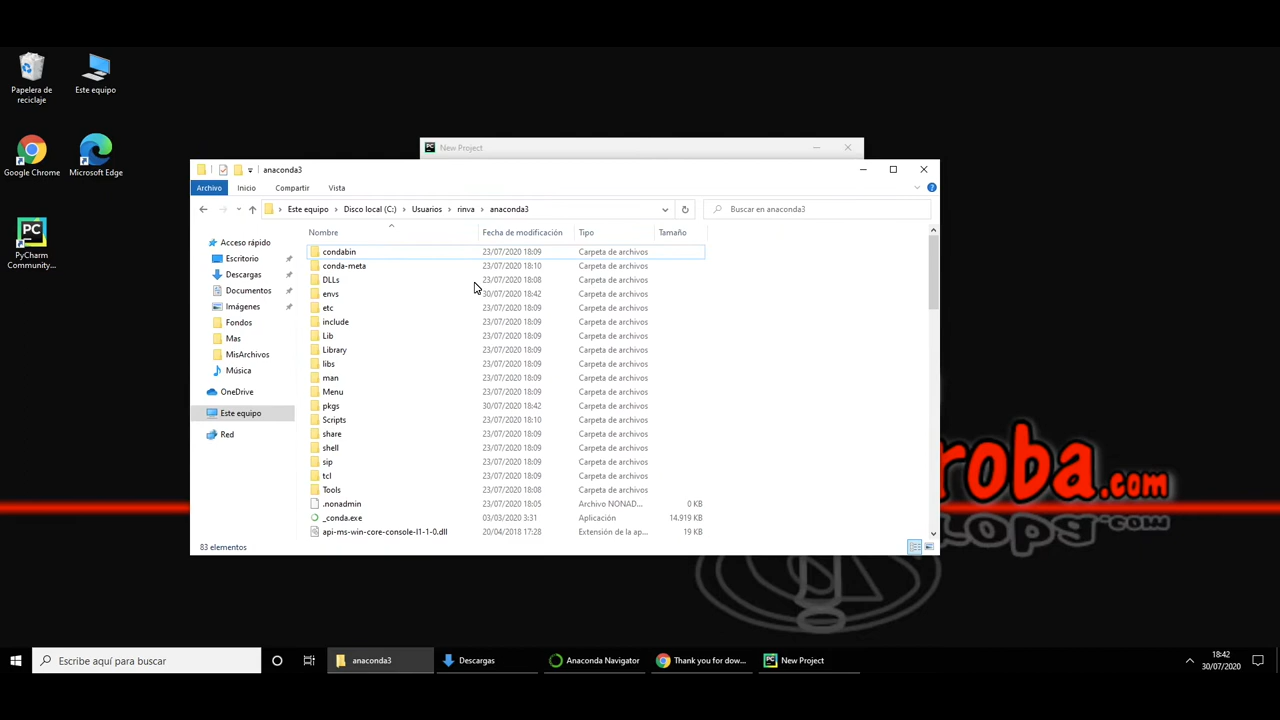 Papelera de
reciclaje
Este equipo
Google Chrome
Microsoft Edge
PyCharm
Community...
New Project
anaconda3
Archivo Inicio Compartir Vista
Este equipo › Disco local (C:) › Usuarios › rinva › anaconda3
Buscar en anaconda3
Acceso rápido
Escritorio
Descargas
Documentos
Imágenes
Fondos
Mas
MisArchivos
Música
OneDrive
Este equipo
Red
Nombre Fecha de modificación Tipo Tamaño
condabin 23/07/2020 18:09 Carpeta de archivos
conda-meta 23/07/2020 18:10 Carpeta de archivos
DLLs 23/07/2020 18:08 Carpeta de archivos
envs 30/07/2020 18:42 Carpeta de archivos
etc 23/07/2020 18:09 Carpeta de archivos
include 23/07/2020 18:09 Carpeta de archivos
Lib 23/07/2020 18:09 Carpeta de archivos
Library 23/07/2020 18:09 Carpeta de archivos
libs 23/07/2020 18:09 Carpeta de archivos
man 23/07/2020 18:09 Carpeta de archivos
Menu 23/07/2020 18:09 Carpeta de archivos
pkgs 30/07/2020 18:42 Carpeta de archivos
Scripts 23/07/2020 18:10 Carpeta de archivos
share 23/07/2020 18:09 Carpeta de archivos
shell 23/07/2020 18:09 Carpeta de archivos
sip 23/07/2020 18:09 Carpeta de archivos
tcl 23/07/2020 18:09 Carpeta de archivos
Tools 23/07/2020 18:08 Carpeta de archivos
.nonadmin 23/07/2020 18:05 Archivo NONAD... 0 KB
_conda.exe 03/03/2020 3:31 Aplicación 14.919 KB
api-ms-win-core-console-l1-1-0.dll 20/04/2018 17:28 Extensión de la ap... 19 KB
83 elementos
roba.com
Escribe aquí para buscar
anaconda3
Descargas
Anaconda Navigator
Thank you for dow...
New Project
18:42
30/07/2020